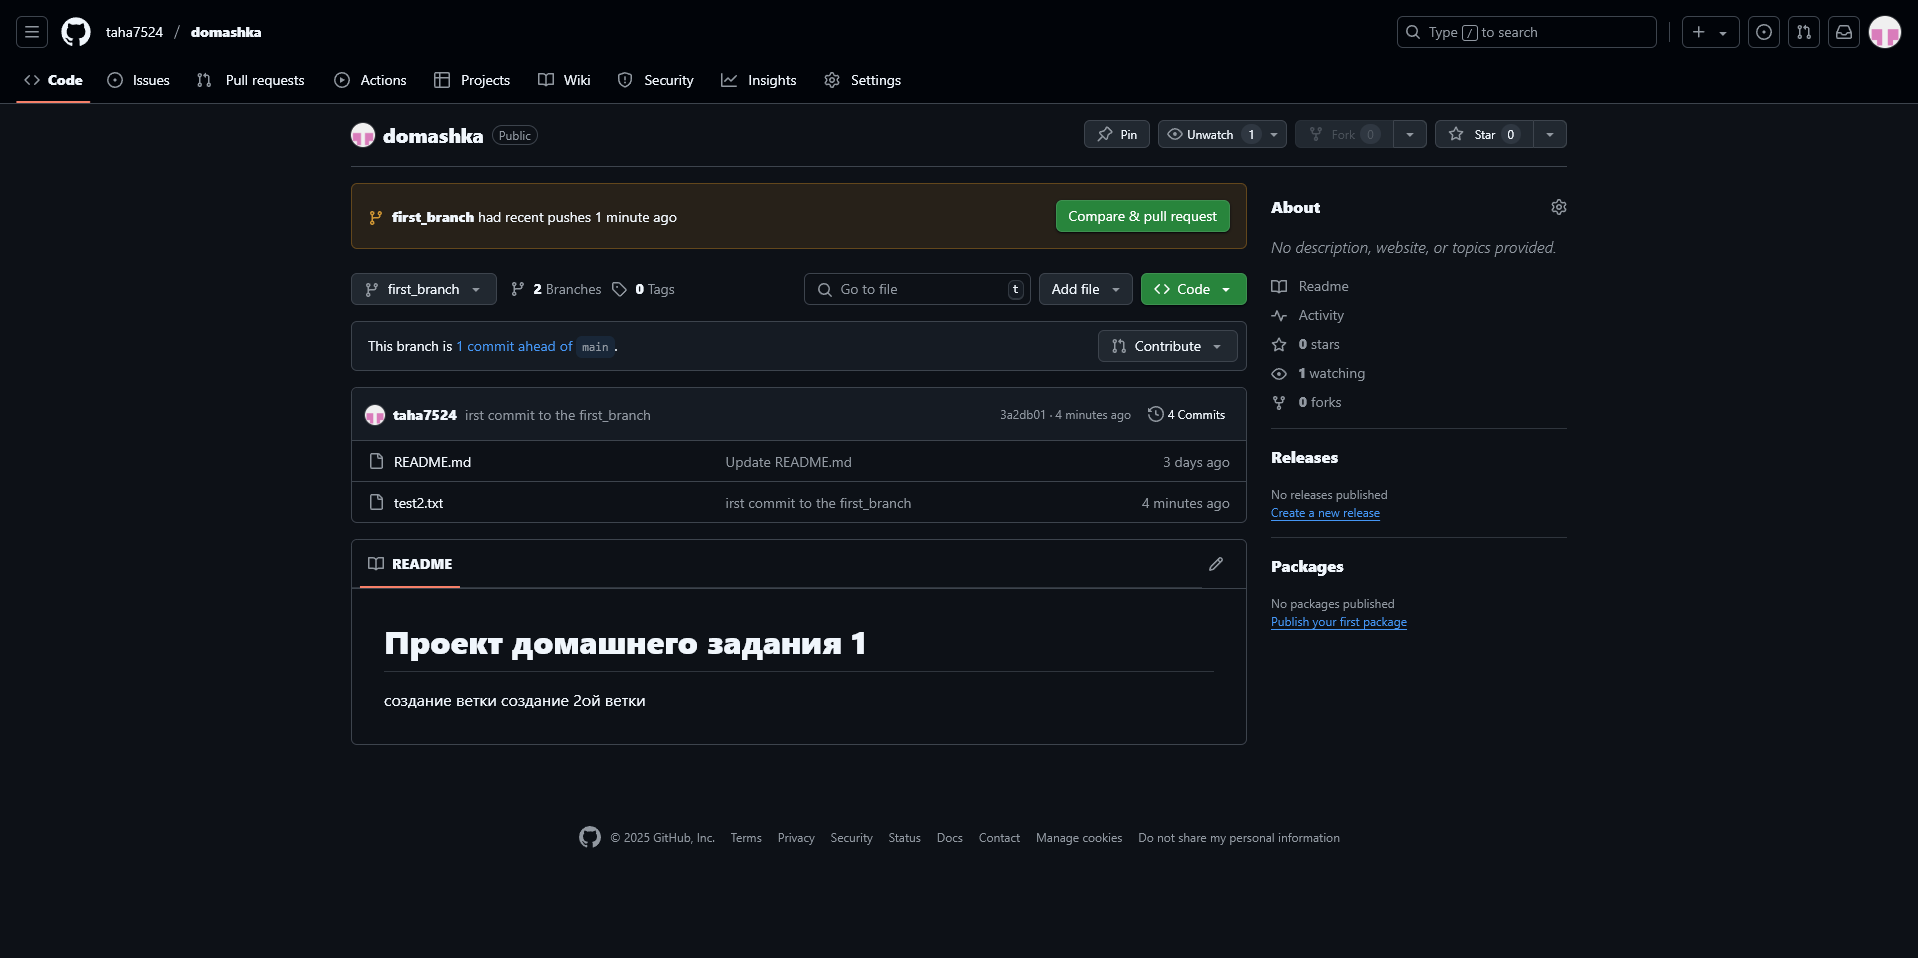 taha7524 / domashka
Type / to search
Code Issues Pull requests Actions Projects Wiki Security Insights Settings
domashka Public
Pin Unwatch 1 Fork 0 Star 0
first_branch had recent pushes 1 minute ago
Compare & pull request
first_branch 2 Branches 0 Tags
Go to file t Add file Code
This branch is 1 commit ahead of main.
Contribute
taha7524 irst commit to the first_branch 3a2db01 · 4 minutes ago 4 Commits
README.md Update README.md 3 days ago
test2.txt irst commit to the first_branch 4 minutes ago
README
Проект домашнего задания 1
создание ветки создание 2ой ветки
About
No description, website, or topics provided.
Readme
Activity
0 stars
1 watching
0 forks
Releases
No releases published
Create a new release
Packages
No packages published
Publish your first package
© 2025 GitHub, Inc. Terms Privacy Security Status Docs Contact Manage cookies Do not share my personal information